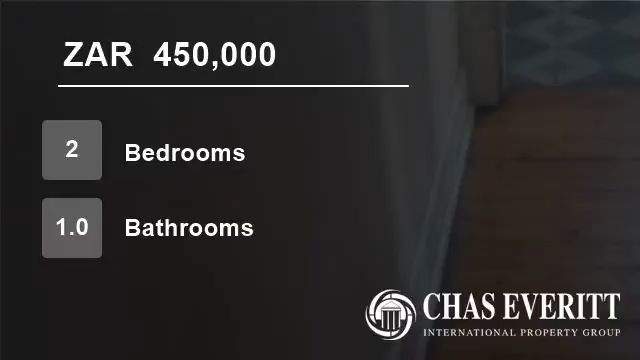 ZAR 450,000
2 Bedrooms
1.0 Bathrooms
CHAS EVERITT
INTERNATIONAL PROPERTY GROUP